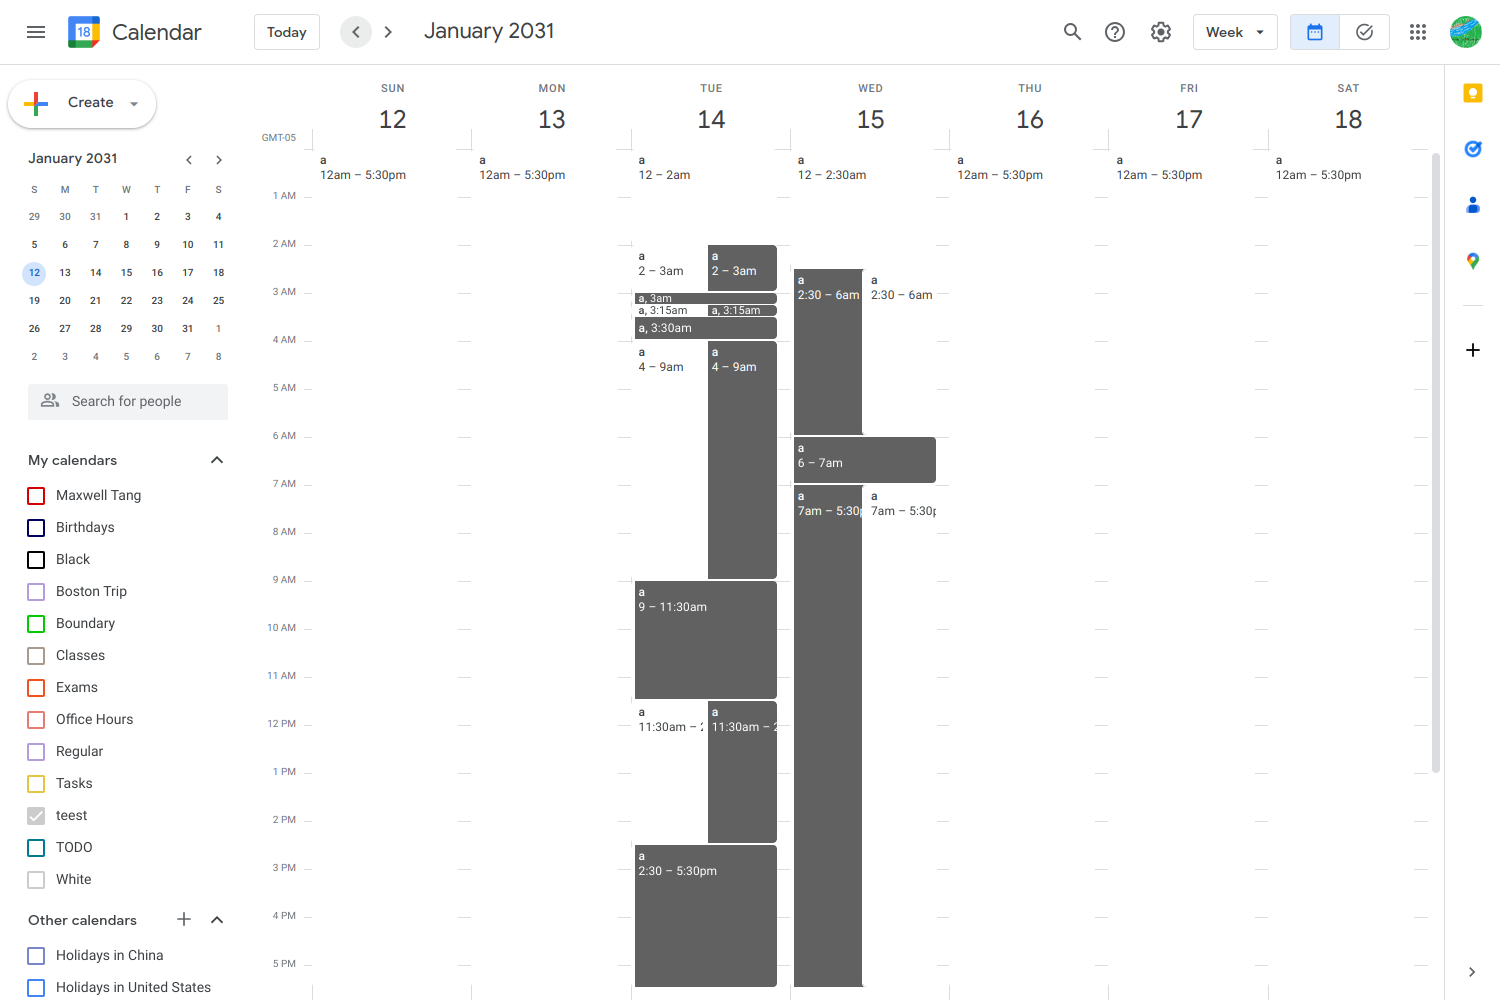 18 Calendar
Today
January 2031
Week
Create
January 2031
S M T W T F S
29 30 31 1 2 3 4
5 6 7 8 9 10 11
12 13 14 15 16 17 18
19 20 21 22 23 24 25
26 27 28 29 30 31 1
2 3 4 5 6 7 8
Search for people
My calendars
Maxwell Tang
Birthdays
Black
Boston Trip
Boundary
Classes
Exams
Office Hours
Regular
Tasks
teest
TODO
White
Other calendars
Holidays in China
Holidays in United States
SUN MON TUE WED THU FRI SAT
12 13 14 15 16 17 18
GMT-05
1 AM
2 AM
3 AM
4 AM
5 AM
6 AM
7 AM
8 AM
9 AM
10 AM
11 AM
12 PM
1 PM
2 PM
3 PM
4 PM
5 PM
a
12am – 5:30pm
a
12am – 5:30pm
a
12 – 2am
a
2 – 3am
a
2 – 3am
a, 3am
a, 3:15am
a, 3:15am
a, 3:30am
a
4 – 9am
a
4 – 9am
a
9 – 11:30am
a
11:30am – 2
a
11:30am – 2
a
2:30 – 5:30pm
a
12 – 2:30am
a
2:30 – 6am
a
2:30 – 6am
a
6 – 7am
a
7am – 5:30p
a
7am – 5:30p
a
12am – 5:30pm
a
12am – 5:30pm
a
12am – 5:30pm